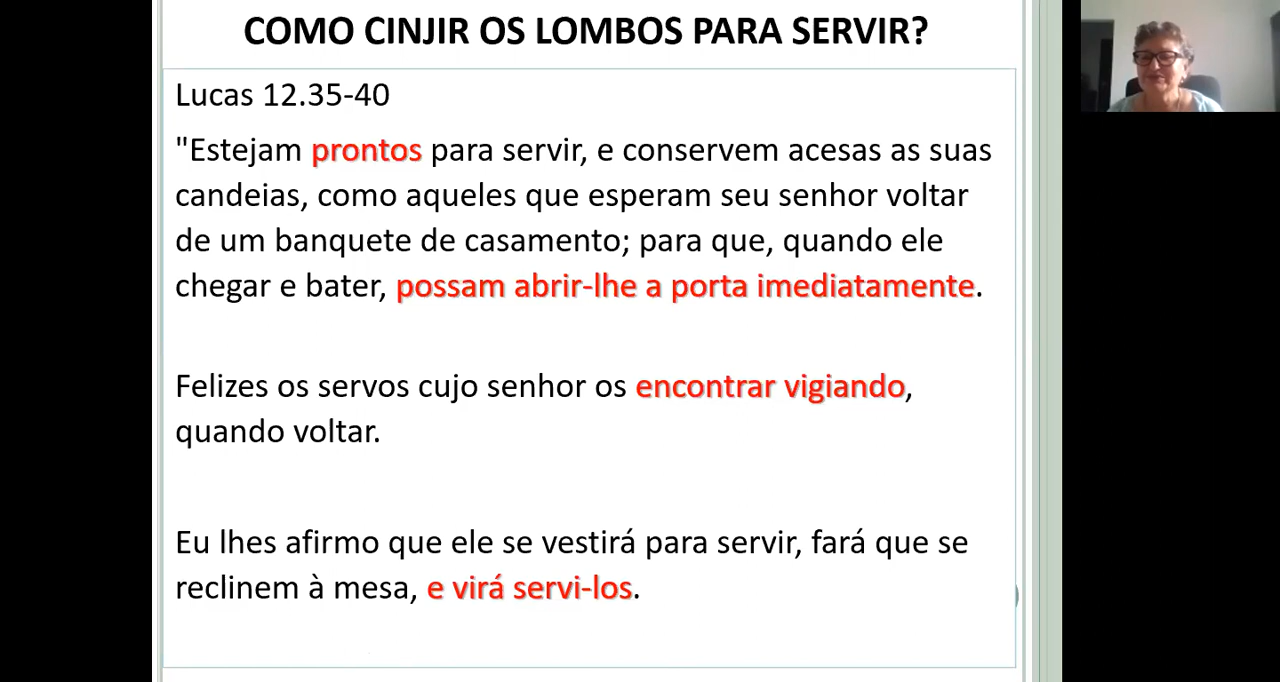 COMO CINJIR OS LOMBOS PARA SERVIR?
Lucas 12.35-40
"Estejam prontos para servir, e conservem acesas as suas
candeias, como aqueles que esperam seu senhor voltar
de um banquete de casamento; para que, quando ele
chegar e bater, possam abrir-lhe a porta imediatamente.
Felizes os servos cujo senhor os encontrar vigiando,
quando voltar.
Eu lhes afirmo que ele se vestirá para servir, fará que se
reclinem à mesa, e virá servi-los.